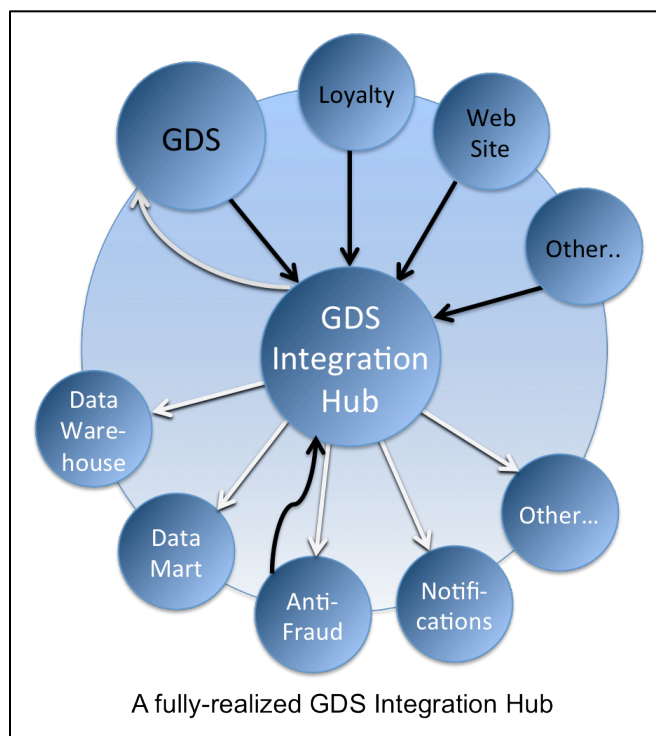 GDS
Loyalty
Web
Site
Other..
GDS
Integration
Hub
Data
Ware-
house
Data
Mart
Anti-
Fraud
Notifi-
cations
Other...
A fully-realized GDS Integration Hub